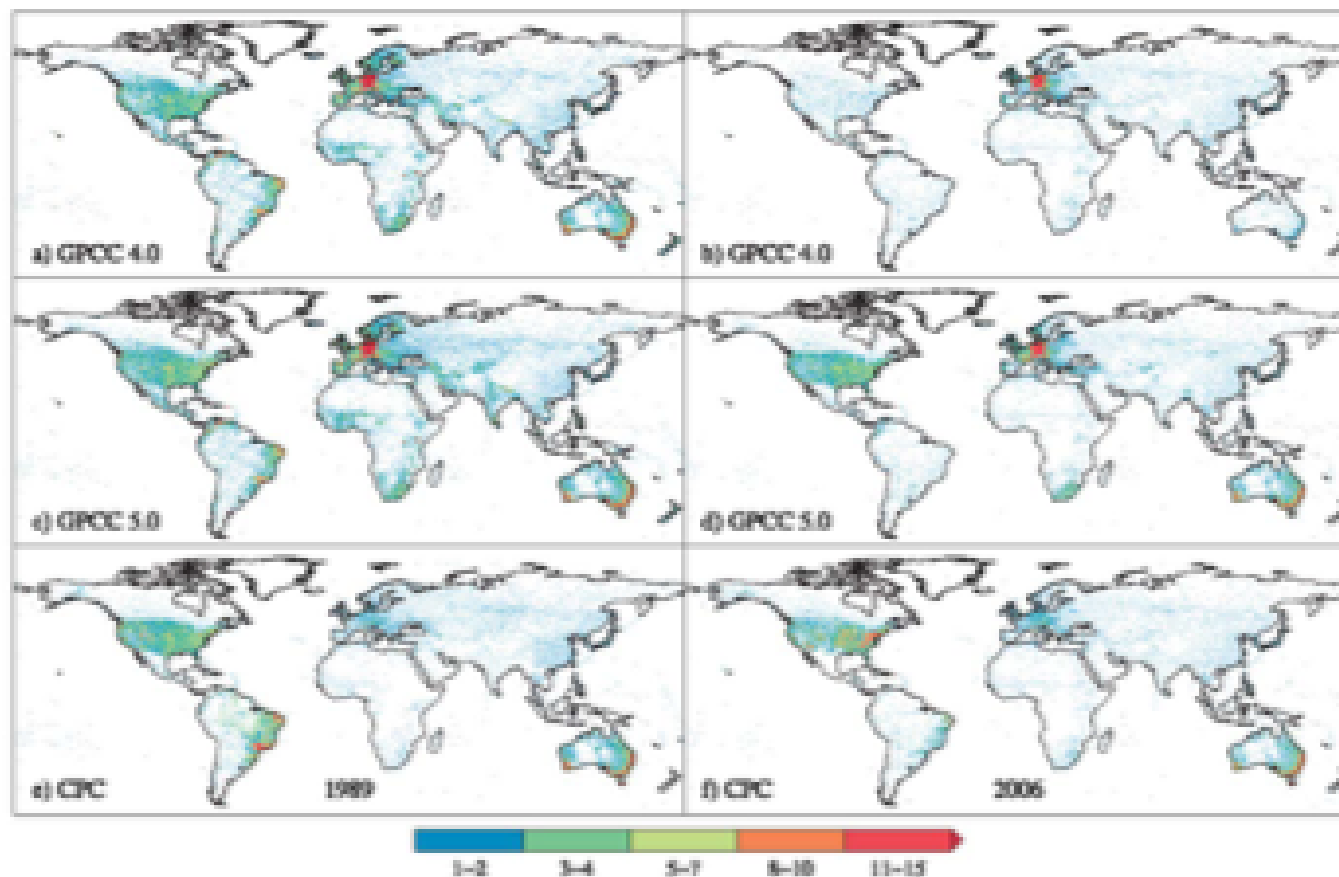 a) GPCC 4.0
b) GPCC 4.0
c) GPCC 5.0
d) GPCC 5.0
e) CPC
1989
f) CPC
2006
1–2
3–4
5–7
8–10
11–15